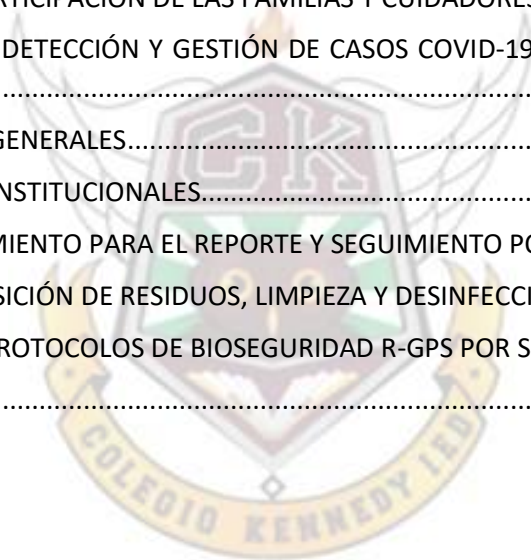 RTICIPACIÓN DE LAS FAMILIAS Y CUIDADORES
DETECCIÓN Y GESTIÓN DE CASOS COVID-19
....................................................................................
GENERALES............................................................
NSTITUCIONALES.................................................
MIENTO PARA EL REPORTE Y SEGUIMIENTO PO
SICIÓN DE RESIDUOS, LIMPIEZA Y DESINFECCI
ROTOCOLOS DE BIOSEGURIDAD R-GPS POR S
....................................................................................
CK
COLEGIO KENNEDY IED